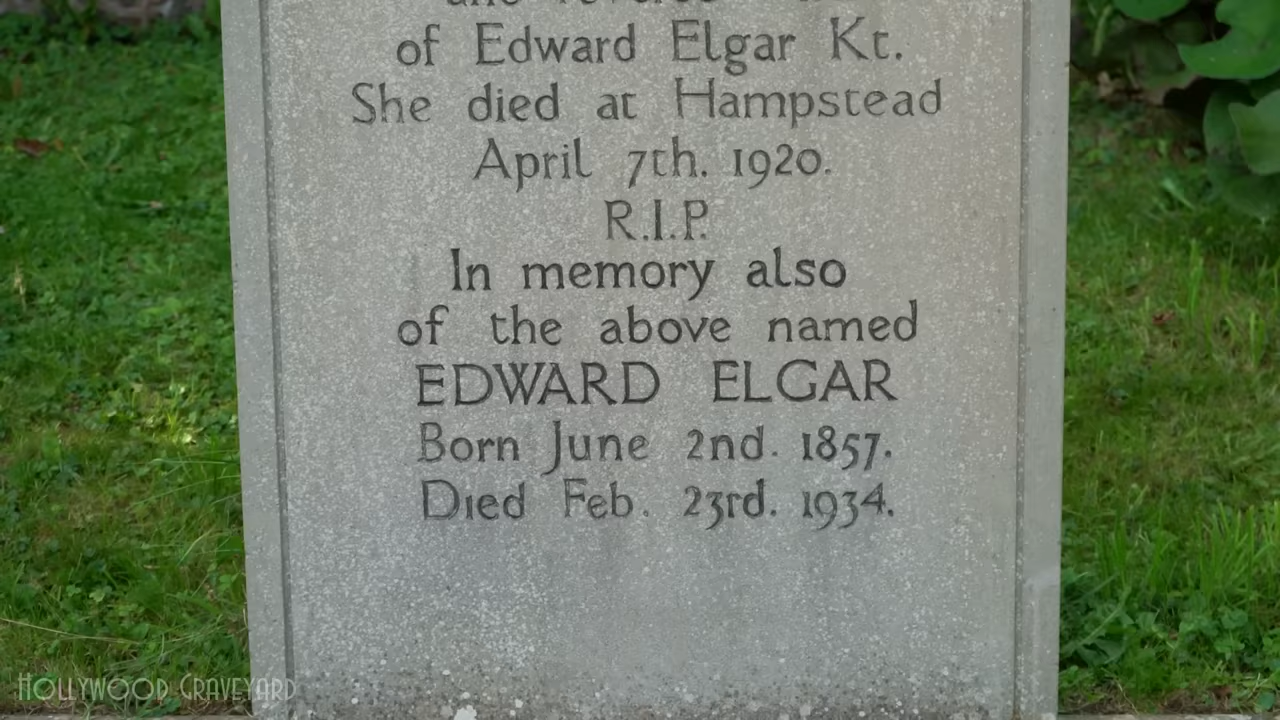 of Edward Elgar Kt.
She died at Hampstead
April 7th. 1920.
R.I.P.
In memory also
of the above named
EDWARD ELGAR
Born June 2nd. 1857.
Died Feb. 23rd. 1934.
HOLLYWOOD GRAVEYARD